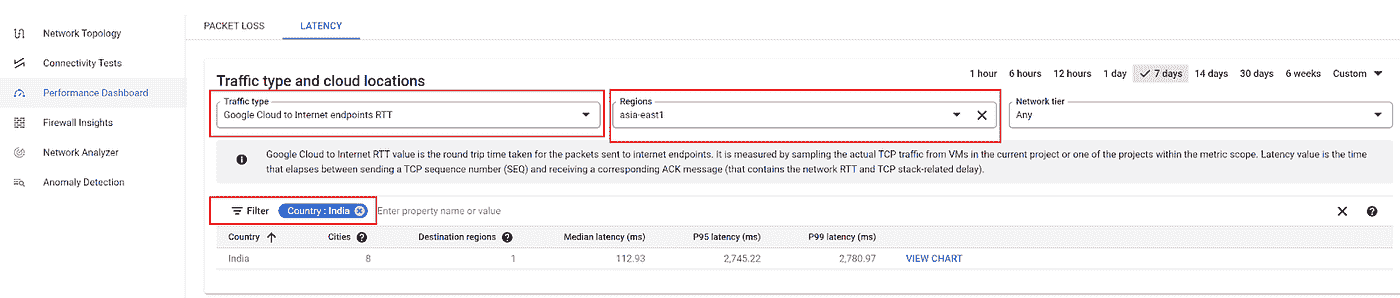 PACKET LOSS LATENCY
Network Topology
Connectivity Tests
Performance Dashboard
Firewall Insights
Network Analyzer
Anomaly Detection
Traffic type and cloud locations
1 hour 6 hours 12 hours 1 day 7 days 14 days 30 days 6 weeks Custom
Traffic type
Google Cloud to Internet endpoints RTT
Regions
asia-east1
Network tier
Any
Google Cloud to Internet RTT value is the round trip time taken for the packets sent to internet endpoints. It is measured by sampling the actual TCP traffic from VMs in the current project or one of the projects within the metric scope. Latency value is the time
that elapses between sending a TCP sequence number (SEQ) and receiving a corresponding ACK message (that contains the network RTT and TCP stack-related delay).
Filter Country : India Enter property name or value
Country Cities Destination regions Median latency (ms) P95 latency (ms) P99 latency (ms)
India 8 1 112.93 2,745.22 2,780.97 VIEW CHART